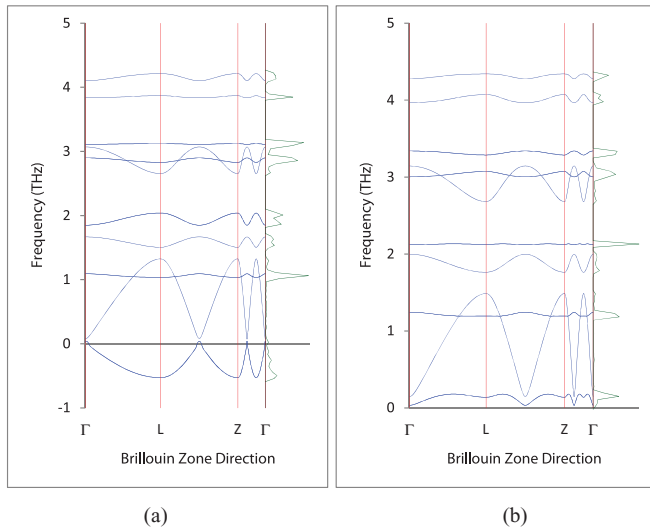 5
4
3
2
1
0
-1
Frequency (THz)
Γ L Z Γ
Brillouin Zone Direction
(a)
5
4
3
2
1
0
Frequency (THz)
Γ L Z Γ
Brillouin Zone Direction
(b)